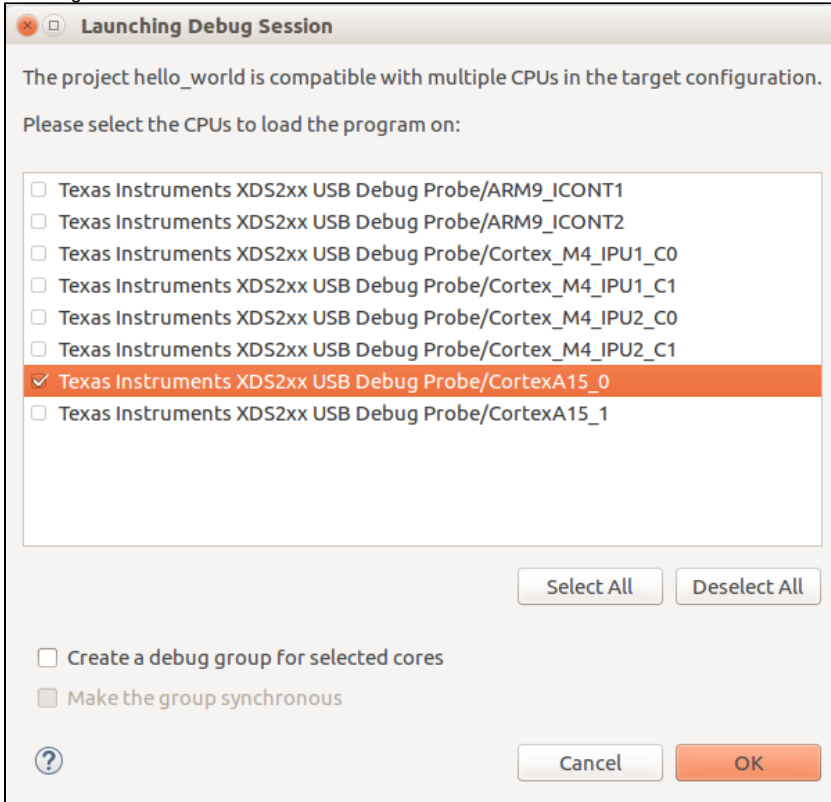 Launching Debug Session
The project hello_world is compatible with multiple CPUs in the target configuration.
Please select the CPUs to load the program on:
Texas Instruments XDS2xx USB Debug Probe/ARM9_ICONT1
Texas Instruments XDS2xx USB Debug Probe/ARM9_ICONT2
Texas Instruments XDS2xx USB Debug Probe/Cortex_M4_IPU1_C0
Texas Instruments XDS2xx USB Debug Probe/Cortex_M4_IPU1_C1
Texas Instruments XDS2xx USB Debug Probe/Cortex_M4_IPU2_C0
Texas Instruments XDS2xx USB Debug Probe/Cortex_M4_IPU2_C1
Texas Instruments XDS2xx USB Debug Probe/CortexA15_0
Texas Instruments XDS2xx USB Debug Probe/CortexA15_1
Select All Deselect All
Create a debug group for selected cores
Make the group synchronous
? Cancel OK